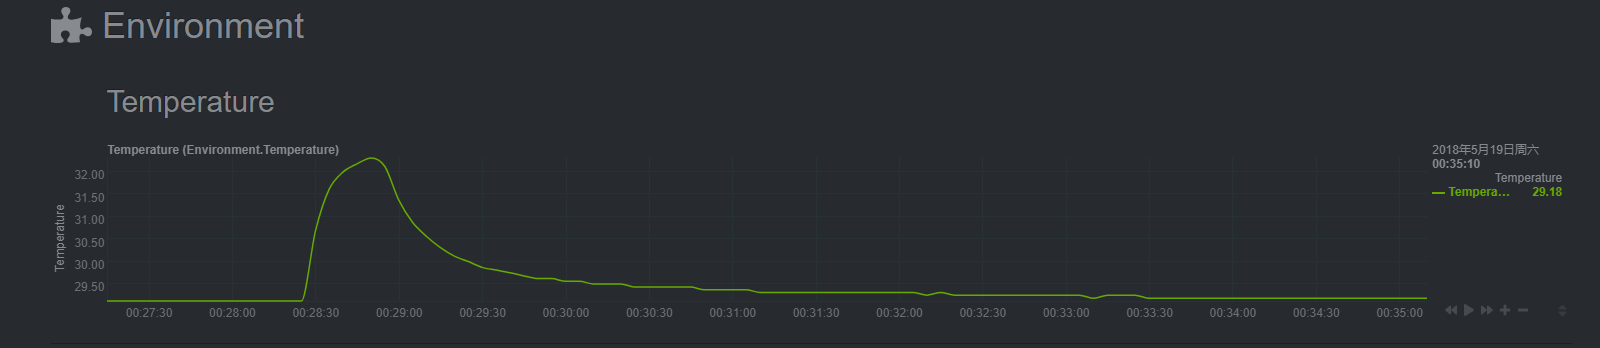 Environment
Temperature
Temperature (Environment.Temperature)
2018年5月19日周六
00:35:10
Temperature
Tempera... 29.18
Temperature
32.00
31.50
31.00
30.50
30.00
29.50
00:27:30 00:28:00 00:28:30 00:29:00 00:29:30 00:30:00 00:30:30 00:31:00 00:31:30 00:32:00 00:32:30 00:33:00 00:33:30 00:34:00 00:34:30 00:35:00